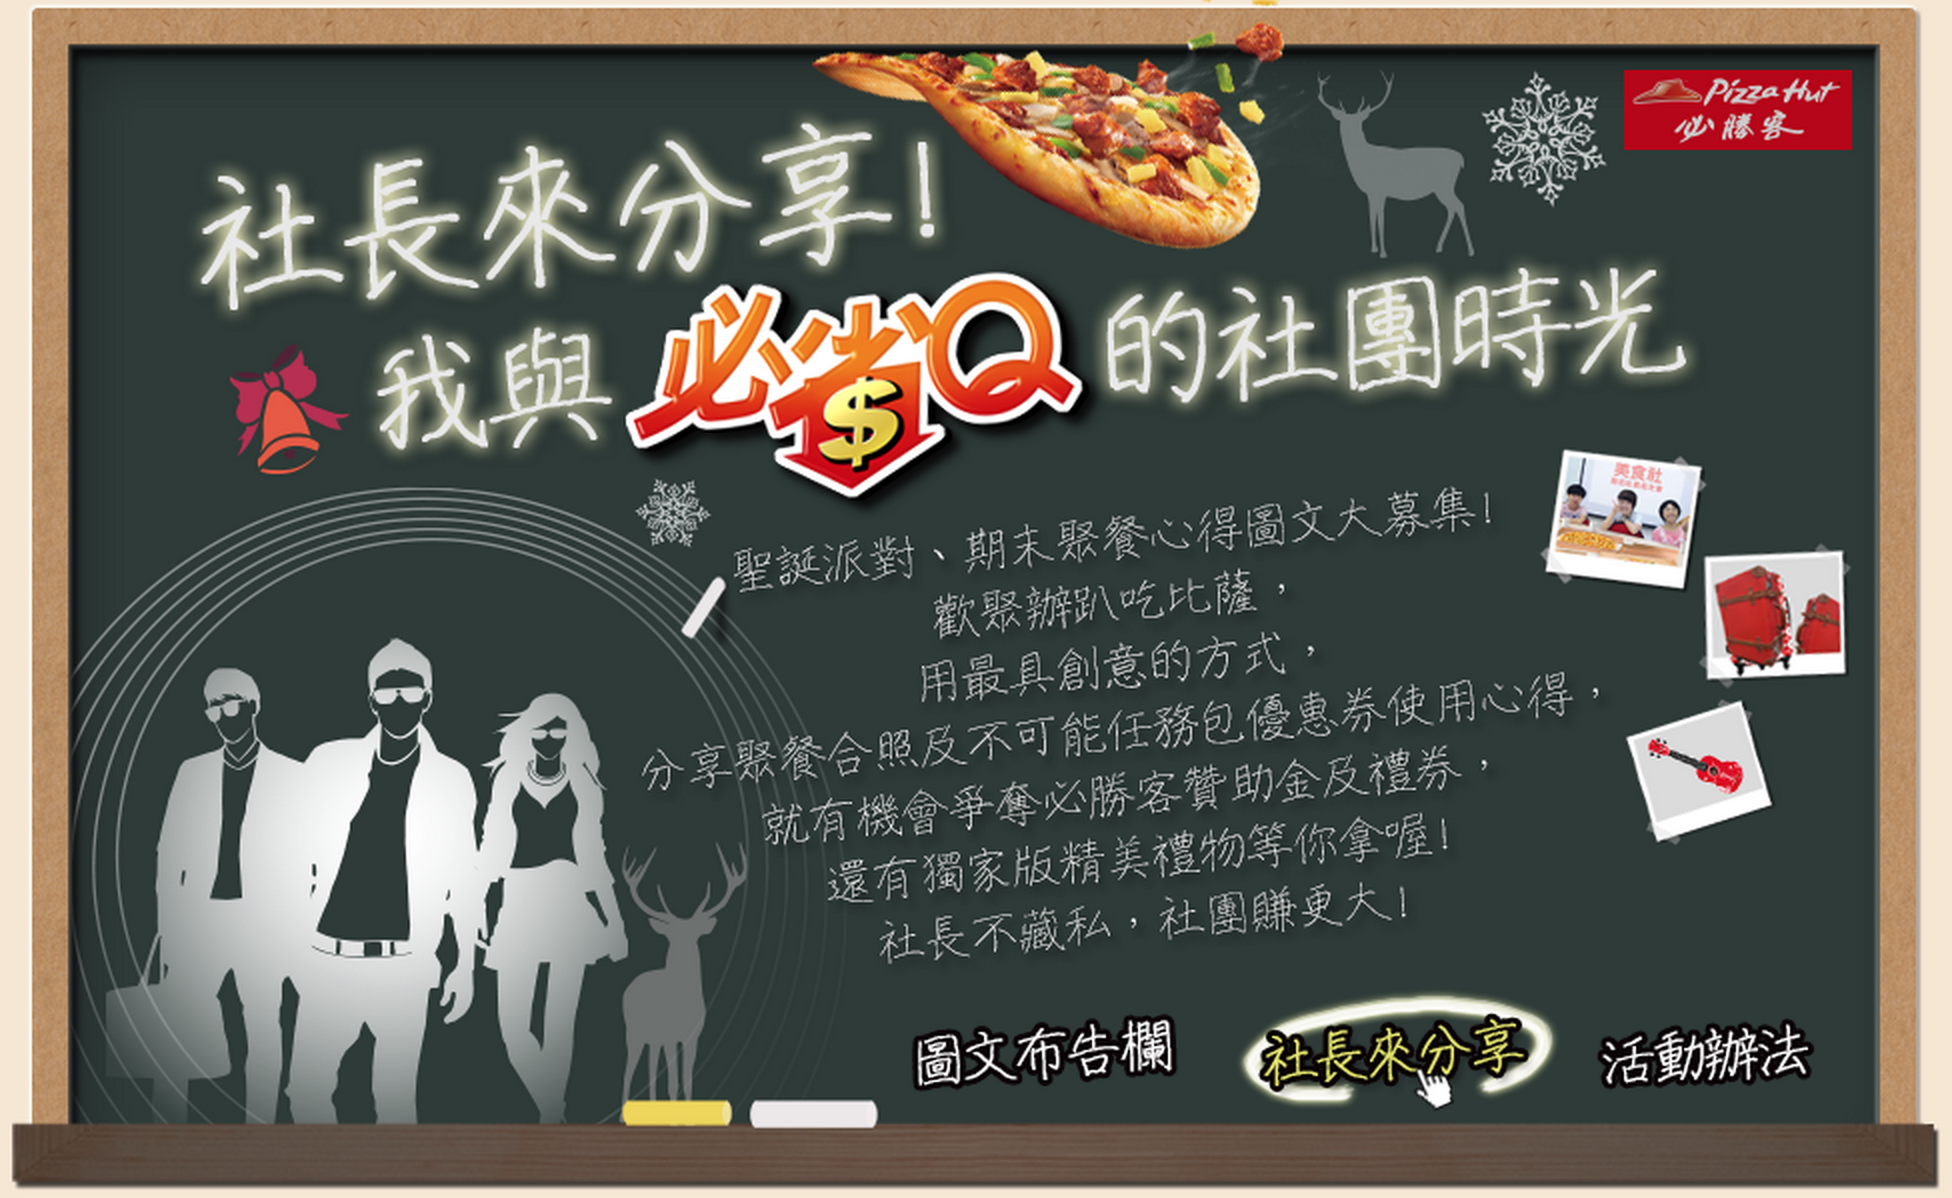 Pizza Hut
必勝客
社長來分享!
我與必省Q的社團時光
$
美食社
聖誕派對、期末聚餐心得圖文大募集!
歡聚辦趴吃比薩,
用最具創意的方式,
分享聚餐合照及不可能任務包優惠券使用心得,
就有機會爭奪必勝客贊助金及禮券,
還有獨家版精美禮物等你拿喔!
社長不藏私,社團賺更大!
圖文布告欄
社長來分享
活動辦法